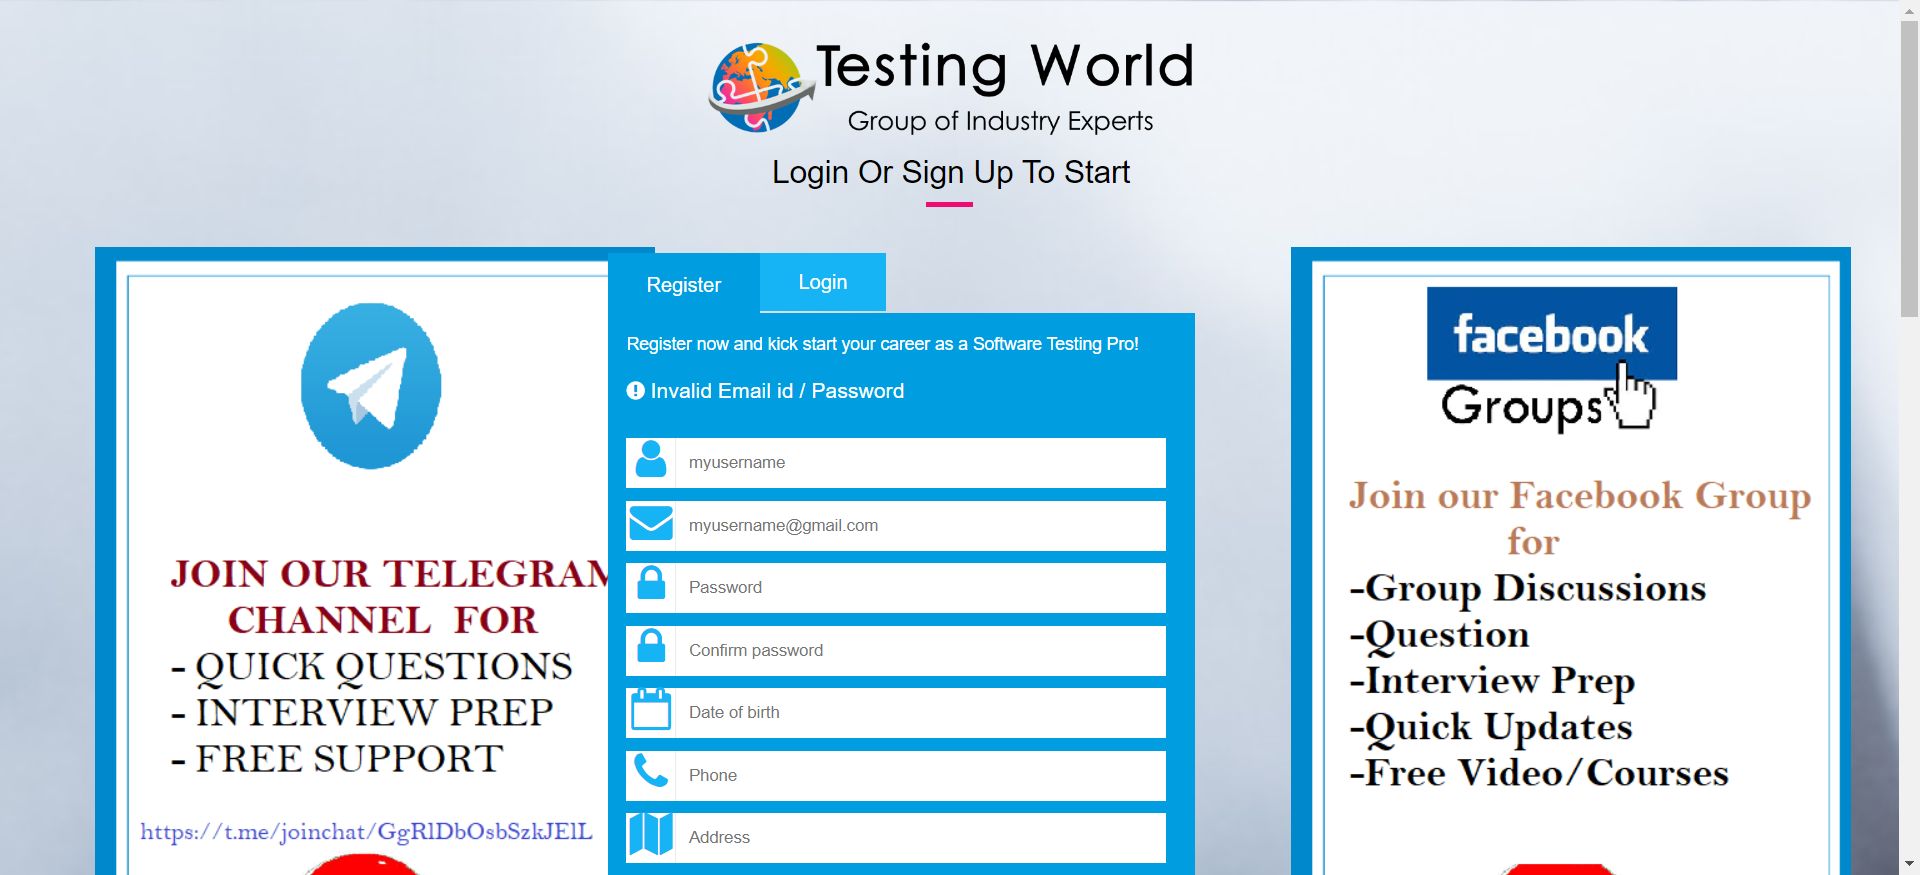 Testing World
Group of Industry Experts
Login Or Sign Up To Start
JOIN OUR TELEGRAM
CHANNEL FOR
- QUICK QUESTIONS
- INTERVIEW PREP
- FREE SUPPORT
https://t.me/joinchat/GgRlDbOsbSzkJElL
Register
Login
Register now and kick start your career as a Software Testing Pro!
Invalid Email id / Password
myusername
myusername@gmail.com
Password
Confirm password
Date of birth
Phone
Address
facebook
Groups
Join our Facebook Group
for
-Group Discussions
-Question
-Interview Prep
-Quick Updates
-Free Video/Courses